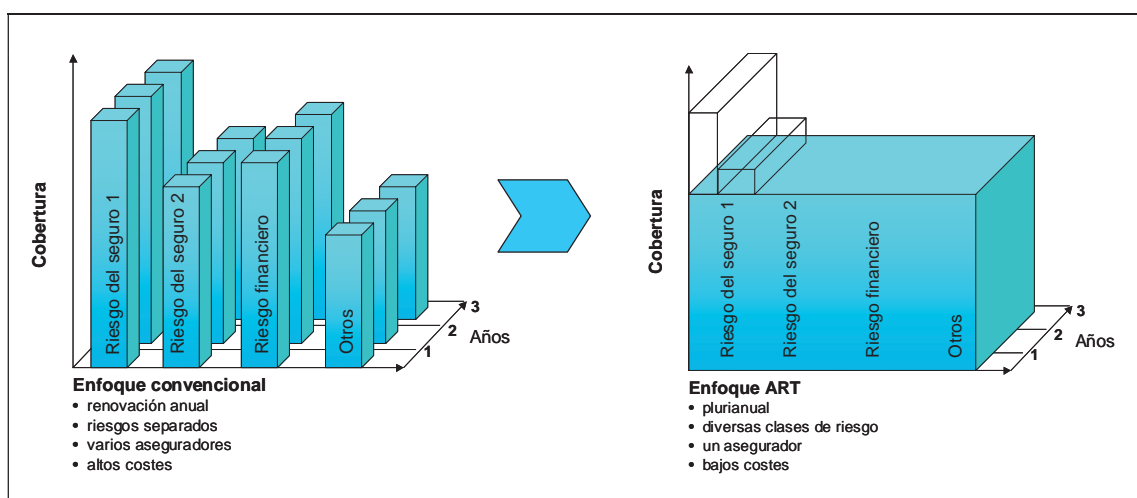 Cobertura
Riesgo del seguro 1
Riesgo del seguro 2
Riesgo financiero
Otros
1
2
3
Años
Enfoque convencional
• renovación anual
• riesgos separados
• varios aseguradores
• altos costes
Cobertura
Riesgo del seguro 1
Riesgo del seguro 2
Riesgo financiero
Otros
1
2
3
Años
Enfoque ART
• plurianual
• diversas clases de riesgo
• un asegurador
• bajos costes